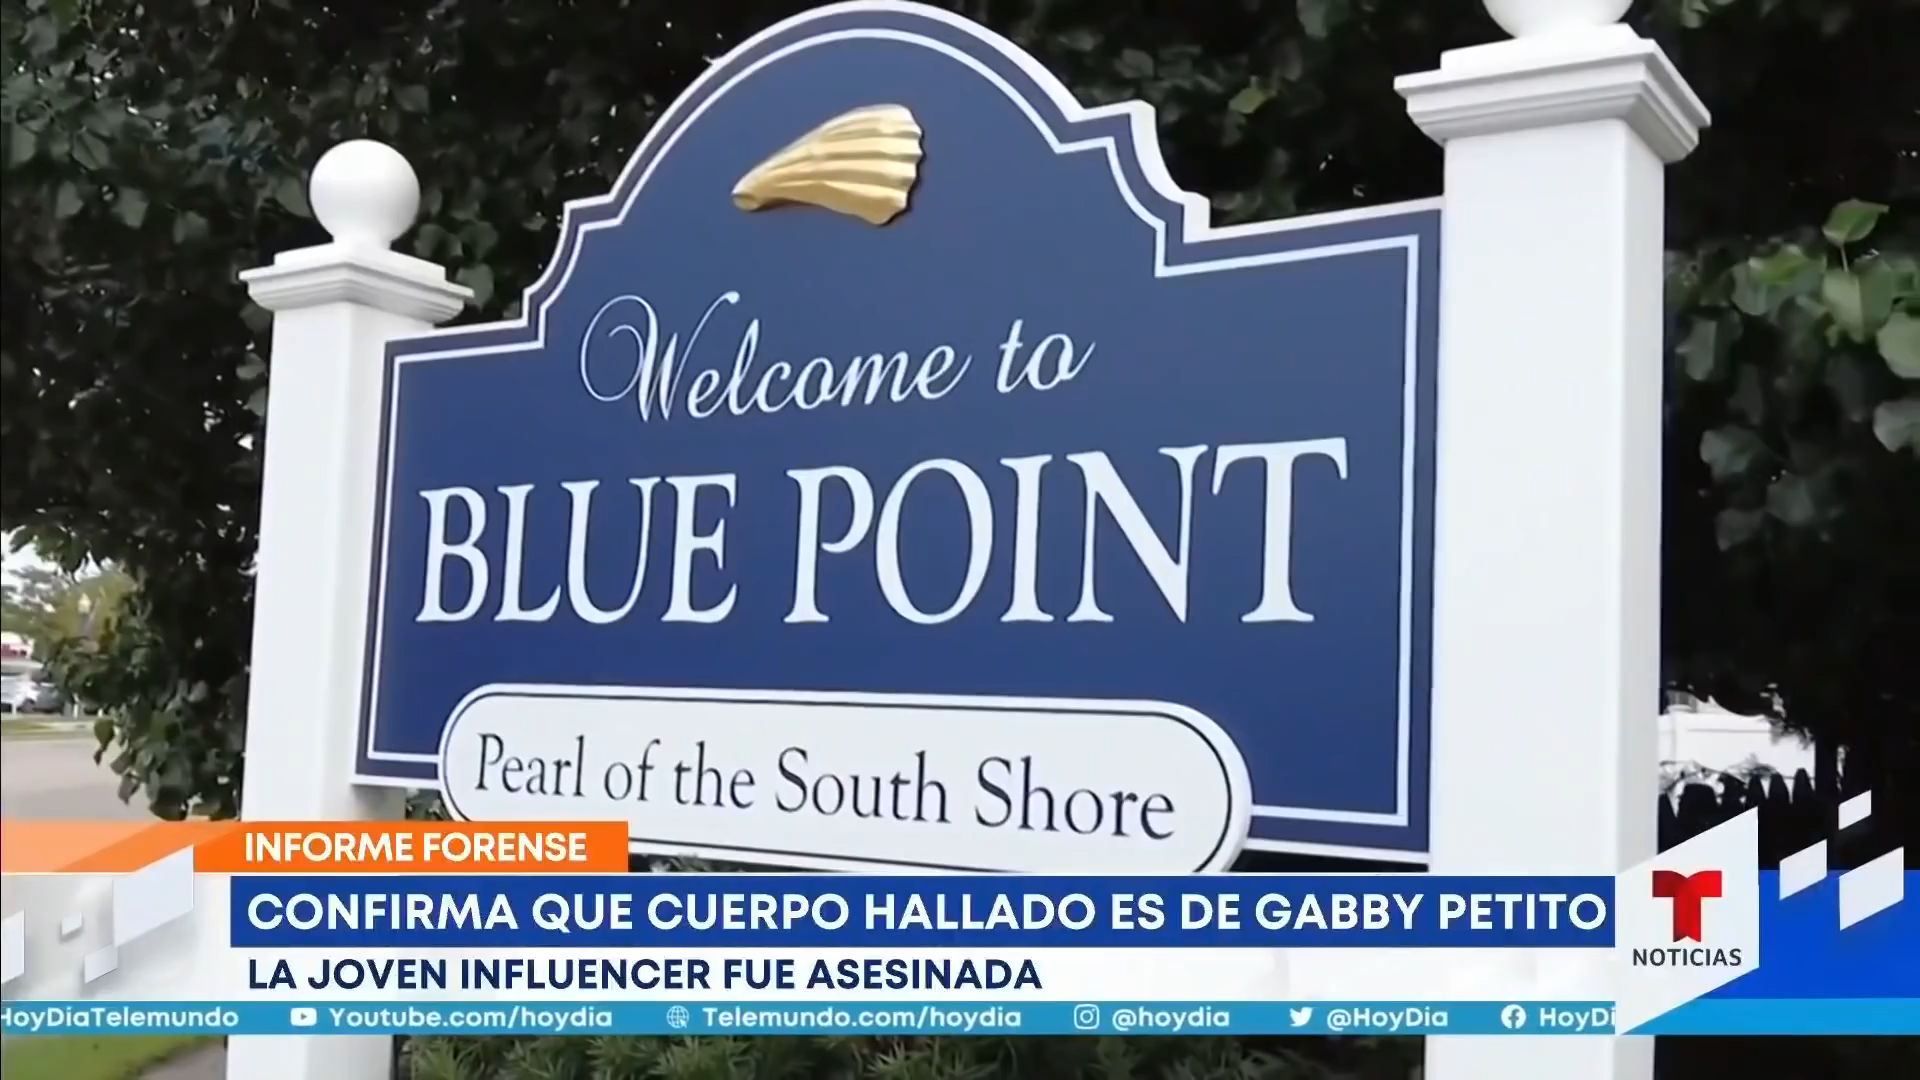 Welcome to
BLUE POINT
Pearl of the South Shore
INFORME FORENSE
CONFIRMA QUE CUERPO HALLADO ES DE GABBY PETITO
LA JOVEN INFLUENCER FUE ASESINADA
NOTICIAS
HoyDiaTelemundo Youtube.com/hoydia Telemundo.com/hoydia @hoydia @HoyDia HoyDi